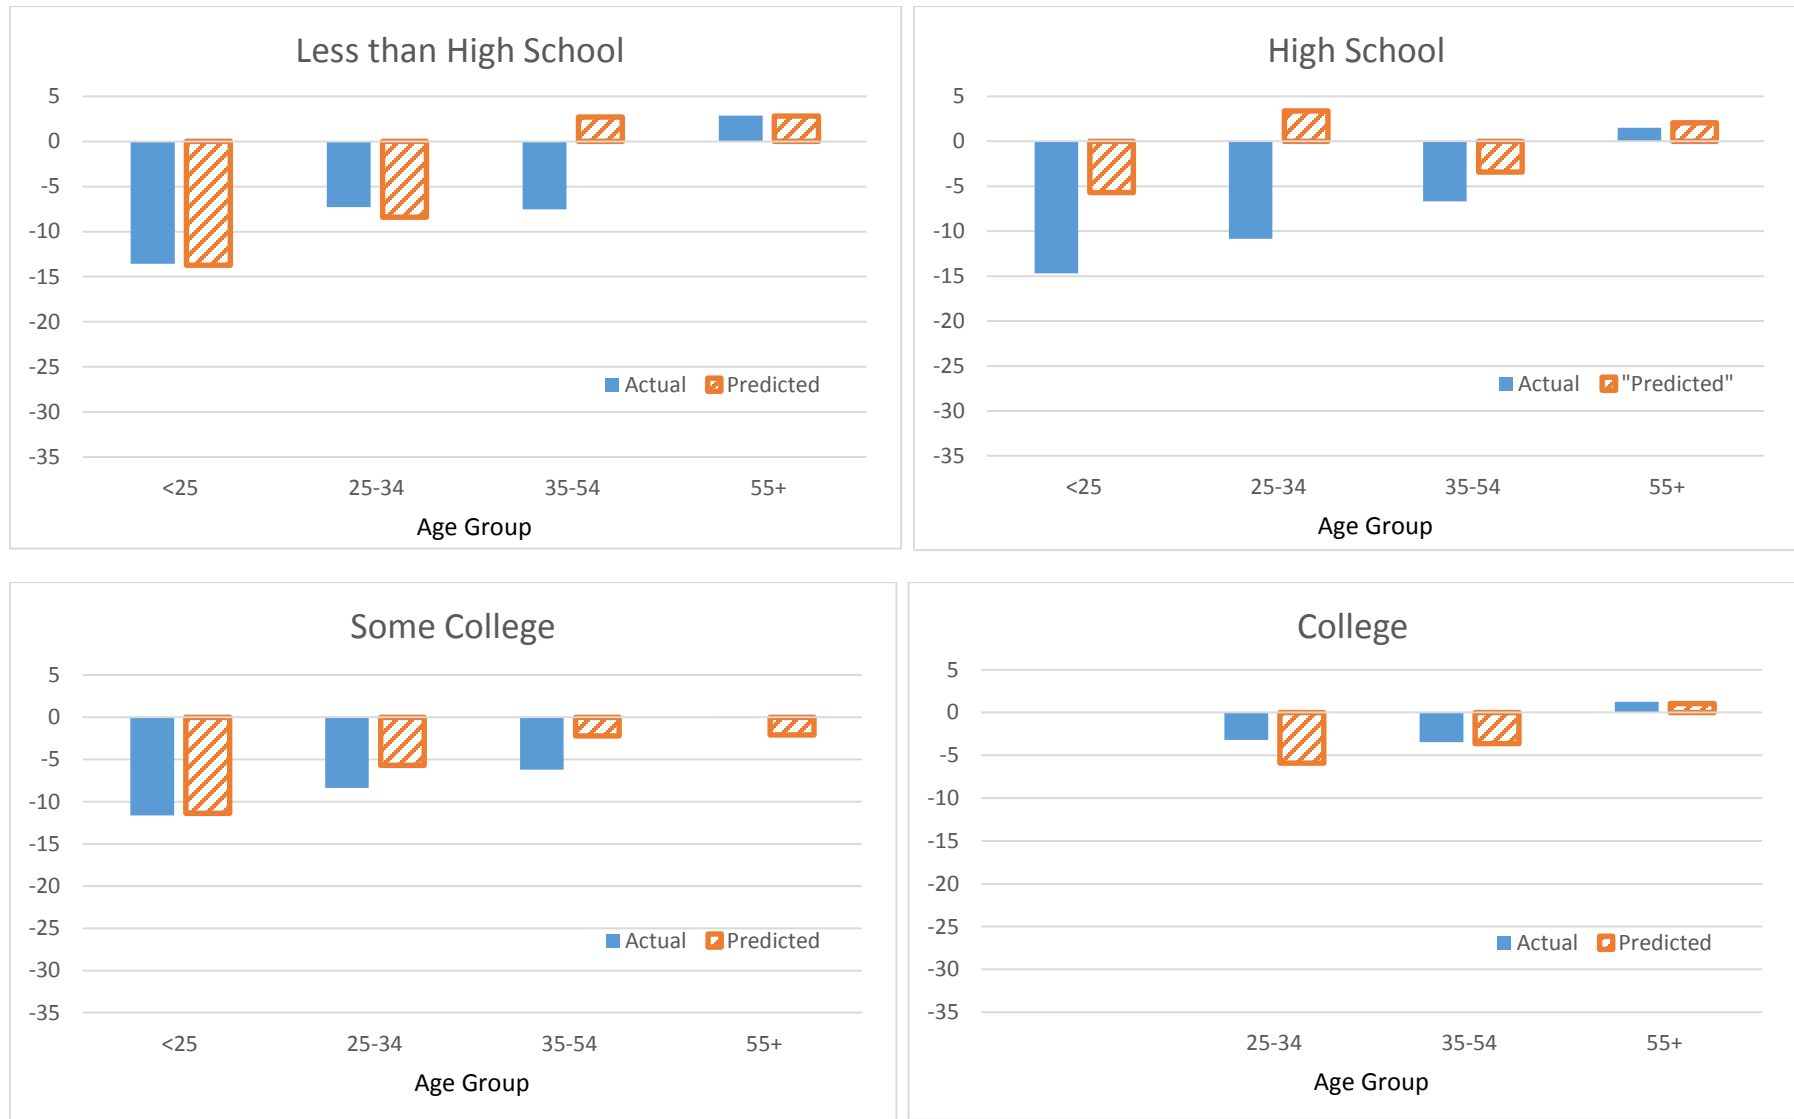 Less than High School
5
0
-5
-10
-15
-20
-25
-30
-35
Actual Predicted
<25 25-34 35-54 55+
Age Group
High School
5
0
-5
-10
-15
-20
-25
-30
-35
Actual "Predicted"
<25 25-34 35-54 55+
Age Group
Some College
5
0
-5
-10
-15
-20
-25
-30
-35
Actual Predicted
<25 25-34 35-54 55+
Age Group
College
5
0
-5
-10
-15
-20
-25
-30
-35
Actual Predicted
25-34 35-54 55+
Age Group